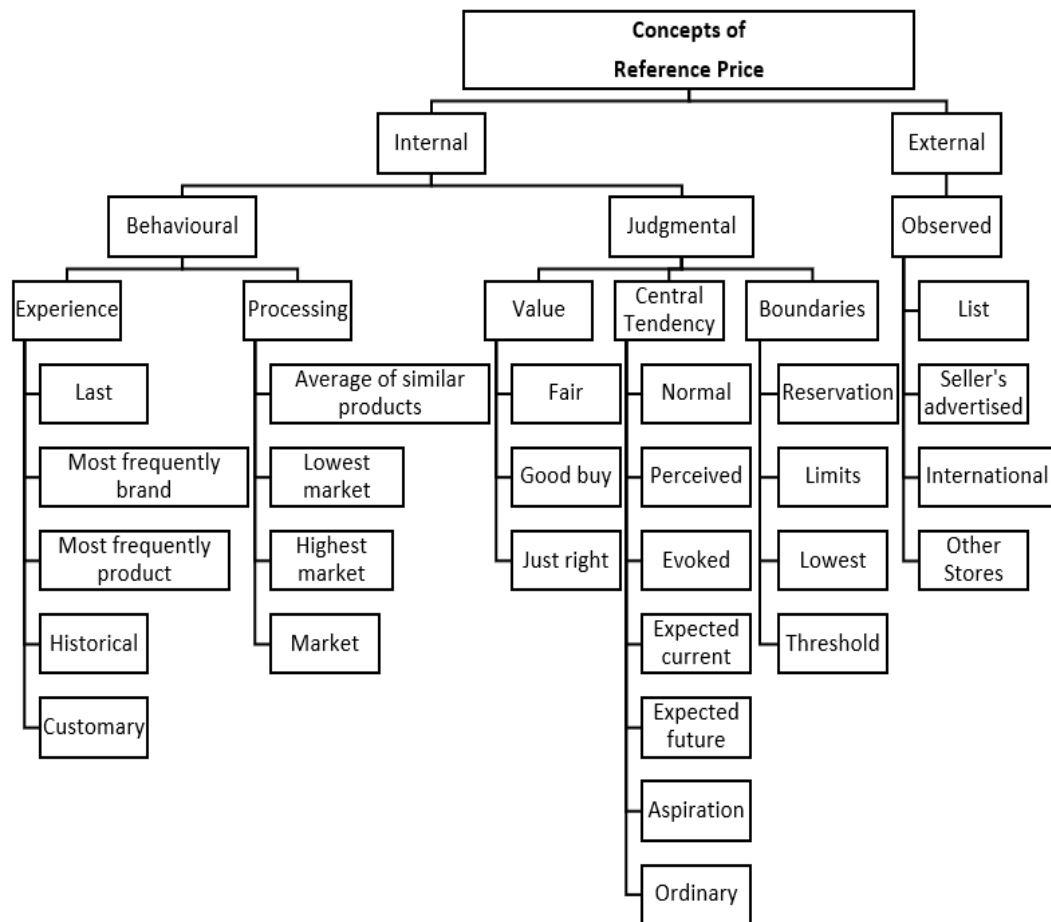 Concepts of
Reference Price
Internal
External
Behavioural
Judgmental
Observed
Experience
Processing
Value
Central
Tendency
Boundaries
List
Last
Average of similar
products
Fair
Normal
Reservation
Seller's
advertised
Most frequently
brand
Lowest
market
Good buy
Perceived
Limits
International
Most frequently
product
Highest
market
Just right
Evoked
Lowest
Other
Stores
Historical
Market
Expected
current
Threshold
Customary
Expected
future
Aspiration
Ordinary